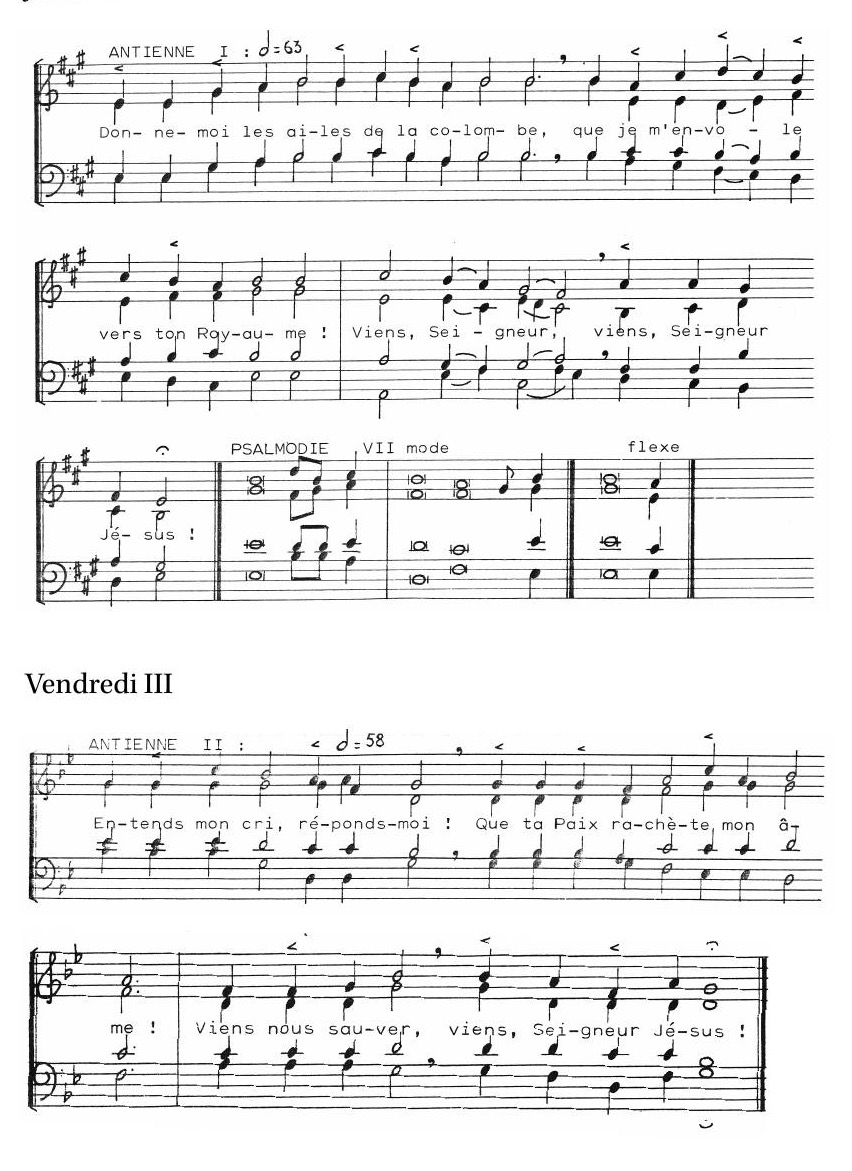 ANTIENNE I : 𝅗𝅥=63
Don- ne- moi les ai-les de la co-lom- be, que je m'en-vo - le
vers ton Roy-au- me ! Viens, Sei - gneur, viens, Sei-gneur
PSALMODIE VII mode flexe
Jé- sus !
Vendredi III
ANTIENNE II : 𝅗𝅥=58
En-tends mon cri, ré-ponds-moi ! Que ta Paix ra-chè-te mon â-
me ! Viens nous sau-ver, viens, Sei-gneur Jé-sus !